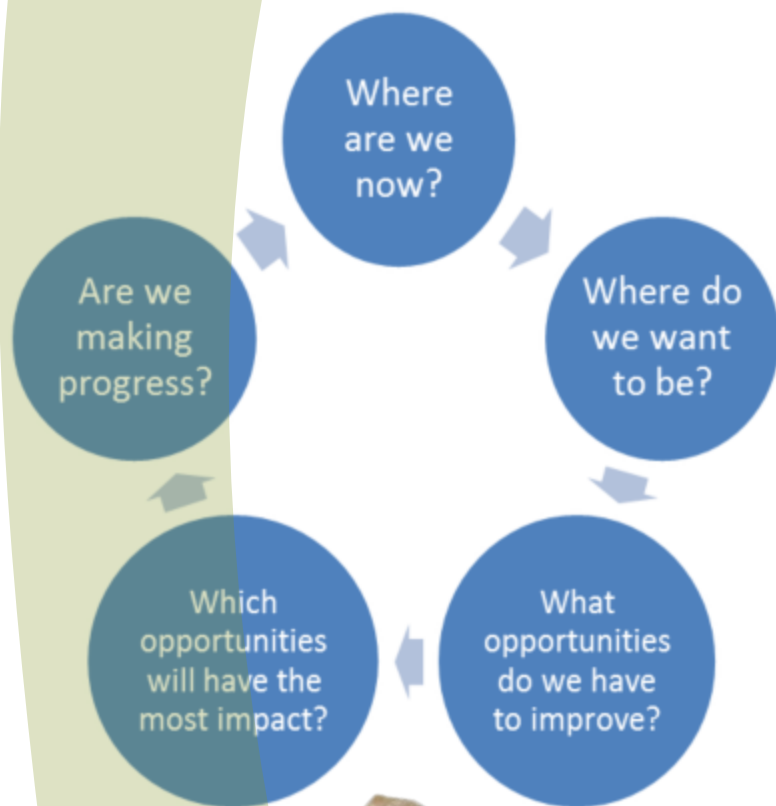 Where
are we
now?
Where do
we want
to be?
What
opportunities
do we have
to improve?
Which
opportunities
will have the
most impact?
Are we
making
progress?